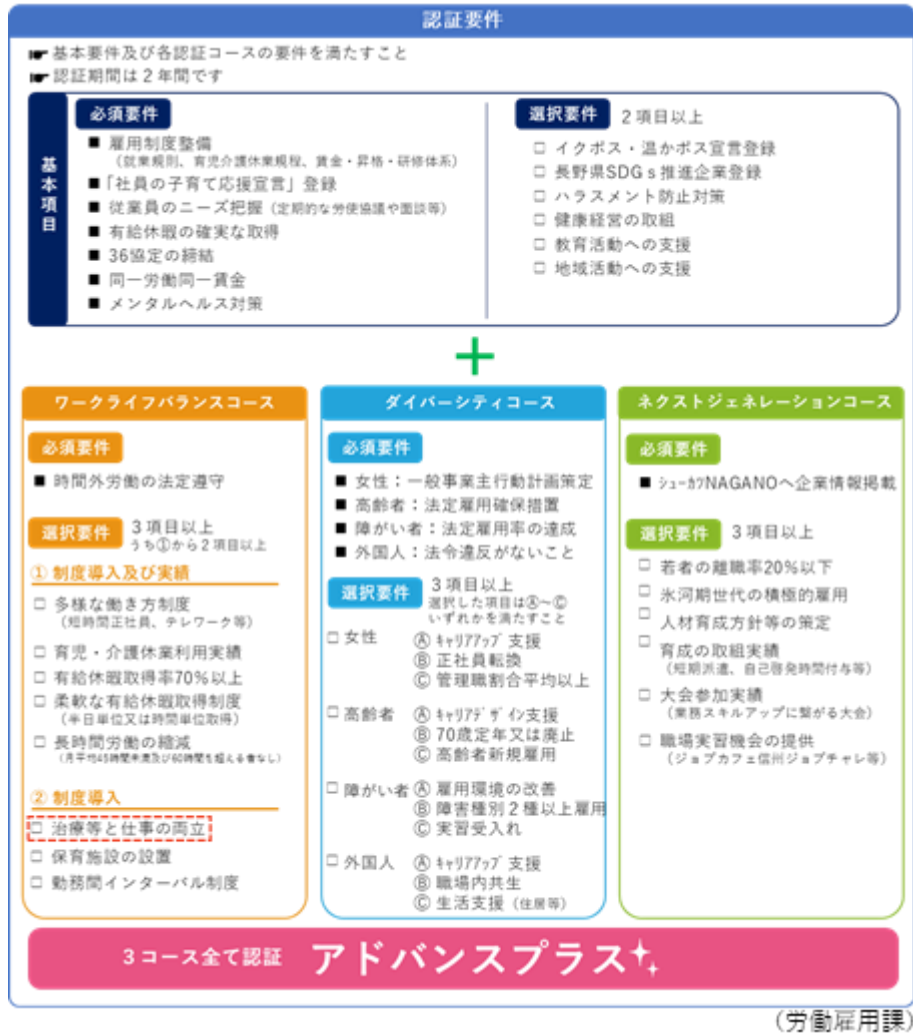 認証要件
☛ 基本要件及び各認証コースの要件を満たすこと
☛ 認証期間は2年間です
基本項目
必須要件
■ 雇用制度整備
(就業規則、育児介護休業規程、賃金・昇格・研修体系)
■「社員の子育て応援宣言」登録
■ 従業員のニーズ把握(定期的な労使協議や面談等)
■ 有給休暇の確実な取得
■ 36協定の締結
■ 同一労働同一賃金
■ メンタルヘルス対策
選択要件 2項目以上
□ イクボス・温かボス宣言登録
□ 長野県SDGs推進企業登録
□ ハラスメント防止対策
□ 健康経営の取組
□ 教育活動への支援
□ 地域活動への支援
+
ワークライフバランスコース
必須要件
■ 時間外労働の法定遵守
選択要件 3項目以上
うち①から2項目以上
① 制度導入及び実績
□ 多様な働き方制度
(短時間正社員、テレワーク等)
□ 育児・介護休業利用実績
□ 有給休暇取得率70%以上
□ 柔軟な有給休暇取得制度
(半日単位又は時間単位取得)
□ 長時間労働の縮減
(月平均45時間未満及び60時間を超える者なし)
② 制度導入
□ 治療等と仕事の両立
□ 保育施設の設置
□ 勤務間インターバル制度
ダイバーシティコース
必須要件
■ 女性:一般事業主行動計画策定
■ 高齢者:法定雇用確保措置
■ 障がい者:法定雇用率の達成
■ 外国人:法令違反がないこと
選択要件 3項目以上
選択した項目はⒶ~Ⓒ
いずれかを満たすこと
□ 女性 Ⓐ ｷｬﾘｱｱｯﾌﾟ支援
Ⓑ 正社員転換
Ⓒ 管理職割合平均以上
□ 高齢者 Ⓐ ｷｬﾘｱﾃﾞｻﾞｲﾝ支援
Ⓑ 70歳定年又は廃止
Ⓒ 高齢者新規雇用
□ 障がい者 Ⓐ 雇用環境の改善
Ⓑ 障害種別2種以上雇用
Ⓒ 実習受入れ
□ 外国人 Ⓐ ｷｬﾘｱｱｯﾌﾟ支援
Ⓑ 職場内共生
Ⓒ 生活支援(住居等)
ネクストジェネレーションコース
必須要件
■ ｼｭｰｶﾂNAGANOへ企業情報掲載
選択要件 3項目以上
□ 若者の離職率20%以下
□ 氷河期世代の積極的雇用
□ 人材育成方針等の策定
□ 育成の取組実績
(短期派遣、自己啓発時間付与等)
□ 大会参加実績
(業務スキルアップに繋がる大会)
□ 職場実習機会の提供
(ジョブカフェ信州ジョブチャレ等)
3コース全て認証 アドバンスプラス
(労働雇用課)